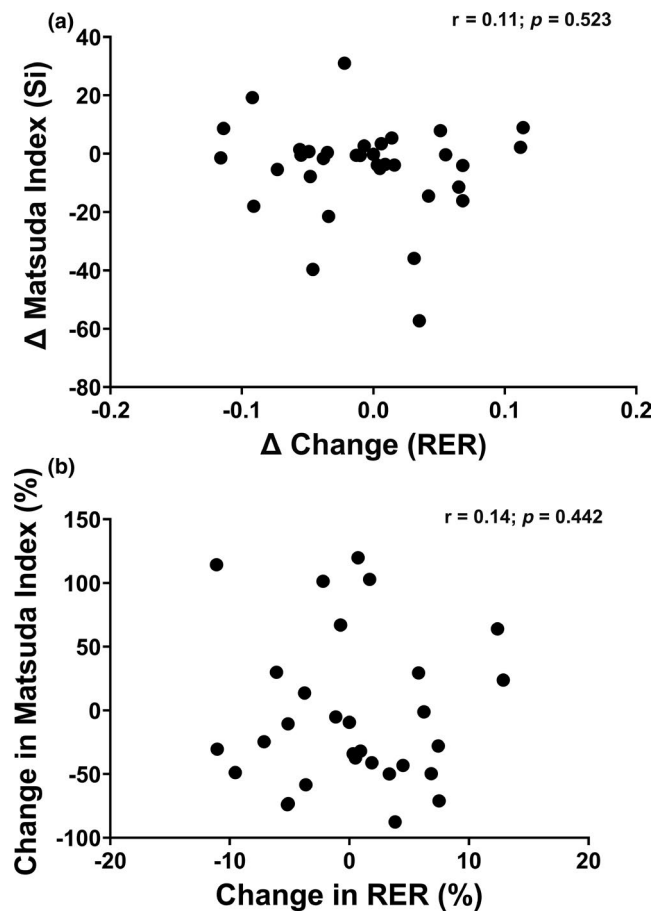 (a)
r = 0.11; p = 0.523
40
20
0
-20
-40
-60
-80
Δ Matsuda Index (Si)
-0.2
-0.1
0.0
0.1
0.2
Δ Change (RER)
(b)
r = 0.14; p = 0.442
150
100
50
0
-50
-100
Change in Matsuda Index (%)
-20
-10
0
10
20
Change in RER (%)